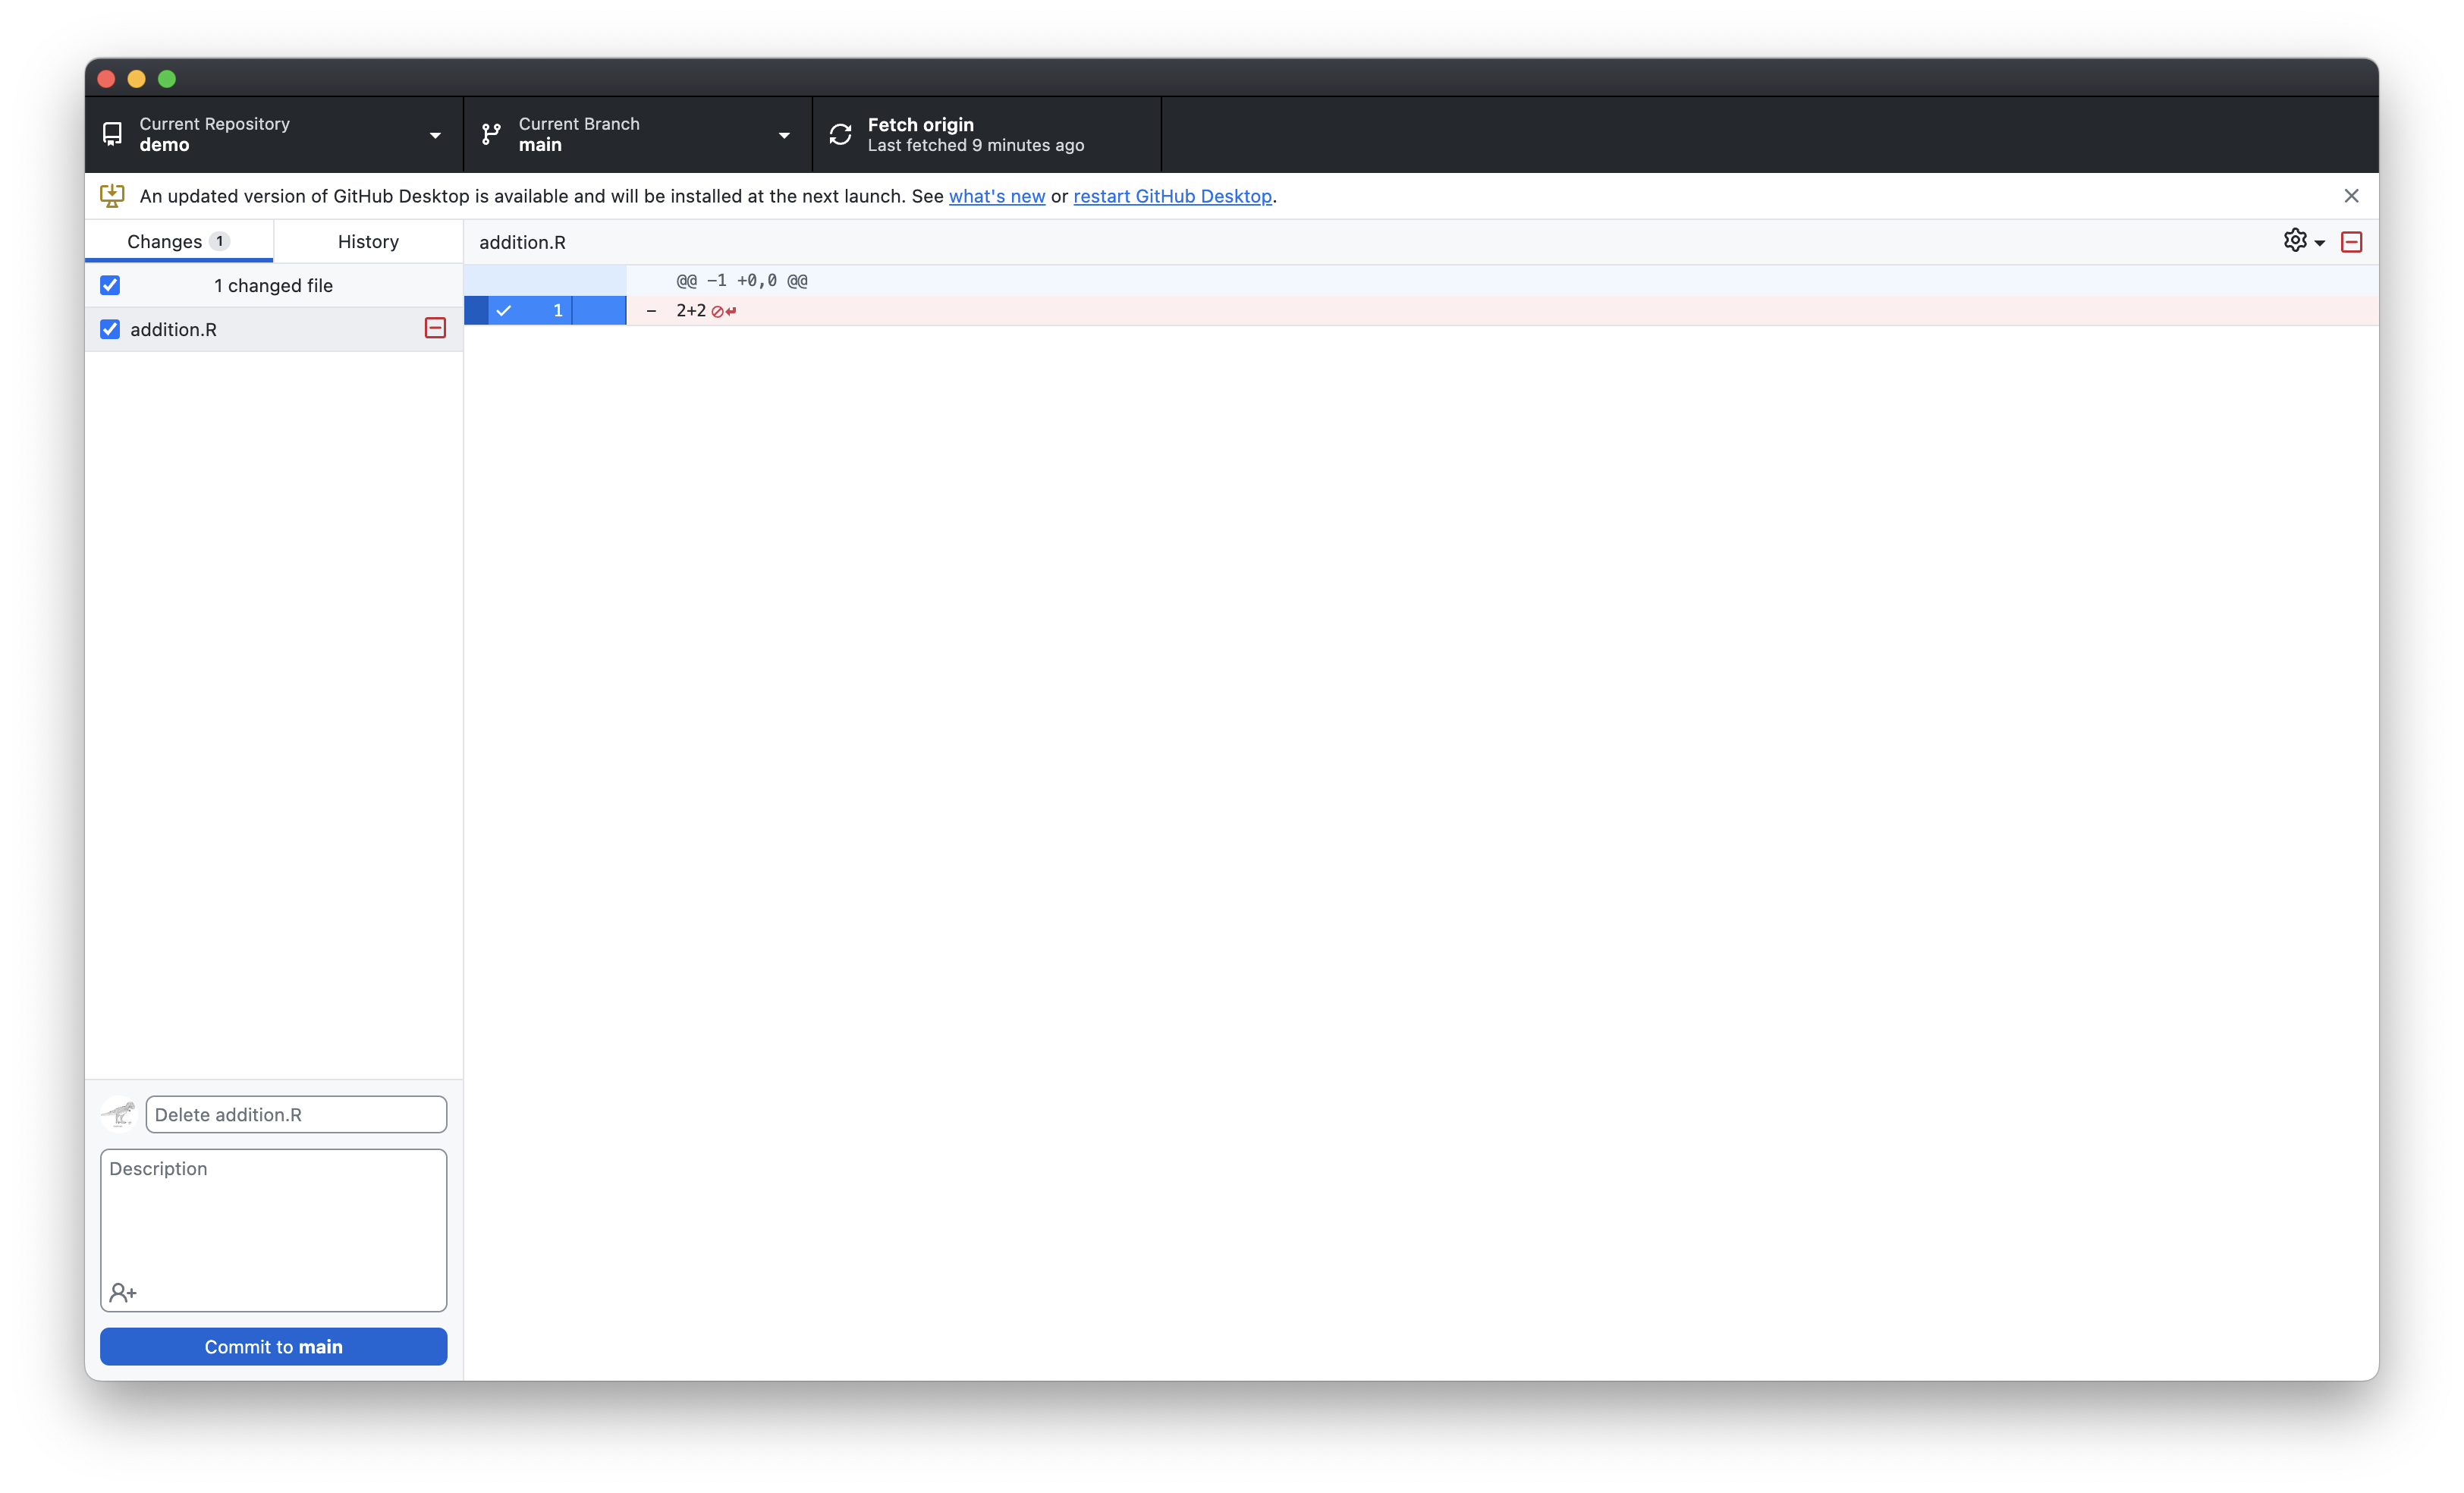 Current Repository
demo
Current Branch
main
Fetch origin
Last fetched 9 minutes ago
An updated version of GitHub Desktop is available and will be installed at the next launch. See what's new or restart GitHub Desktop.
Changes 1
History
addition.R
1 changed file
@@ -1 +0,0 @@
1 - 2+2
addition.R
Delete addition.R
Description
Commit to main